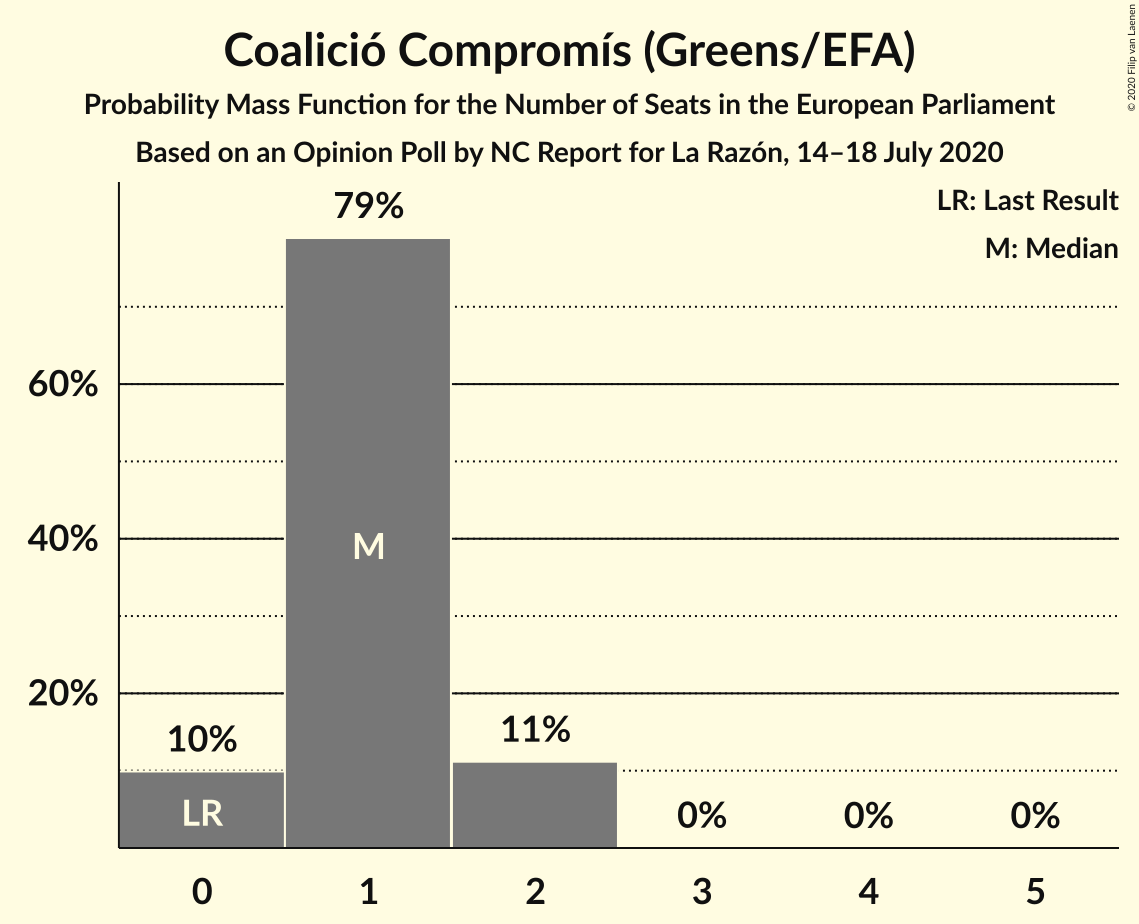 Coalició Compromís (Greens/EFA)
Probability Mass Function for the Number of Seats in the European Parliament
Based on an Opinion Poll by NC Report for La Razón, 14–18 July 2020
© 2020 Filip van Laenen
LR: Last Result
M: Median
79%
60%
M
40%
20%
10%
11%
LR
0%
0%
0%
0
1
2
3
4
5